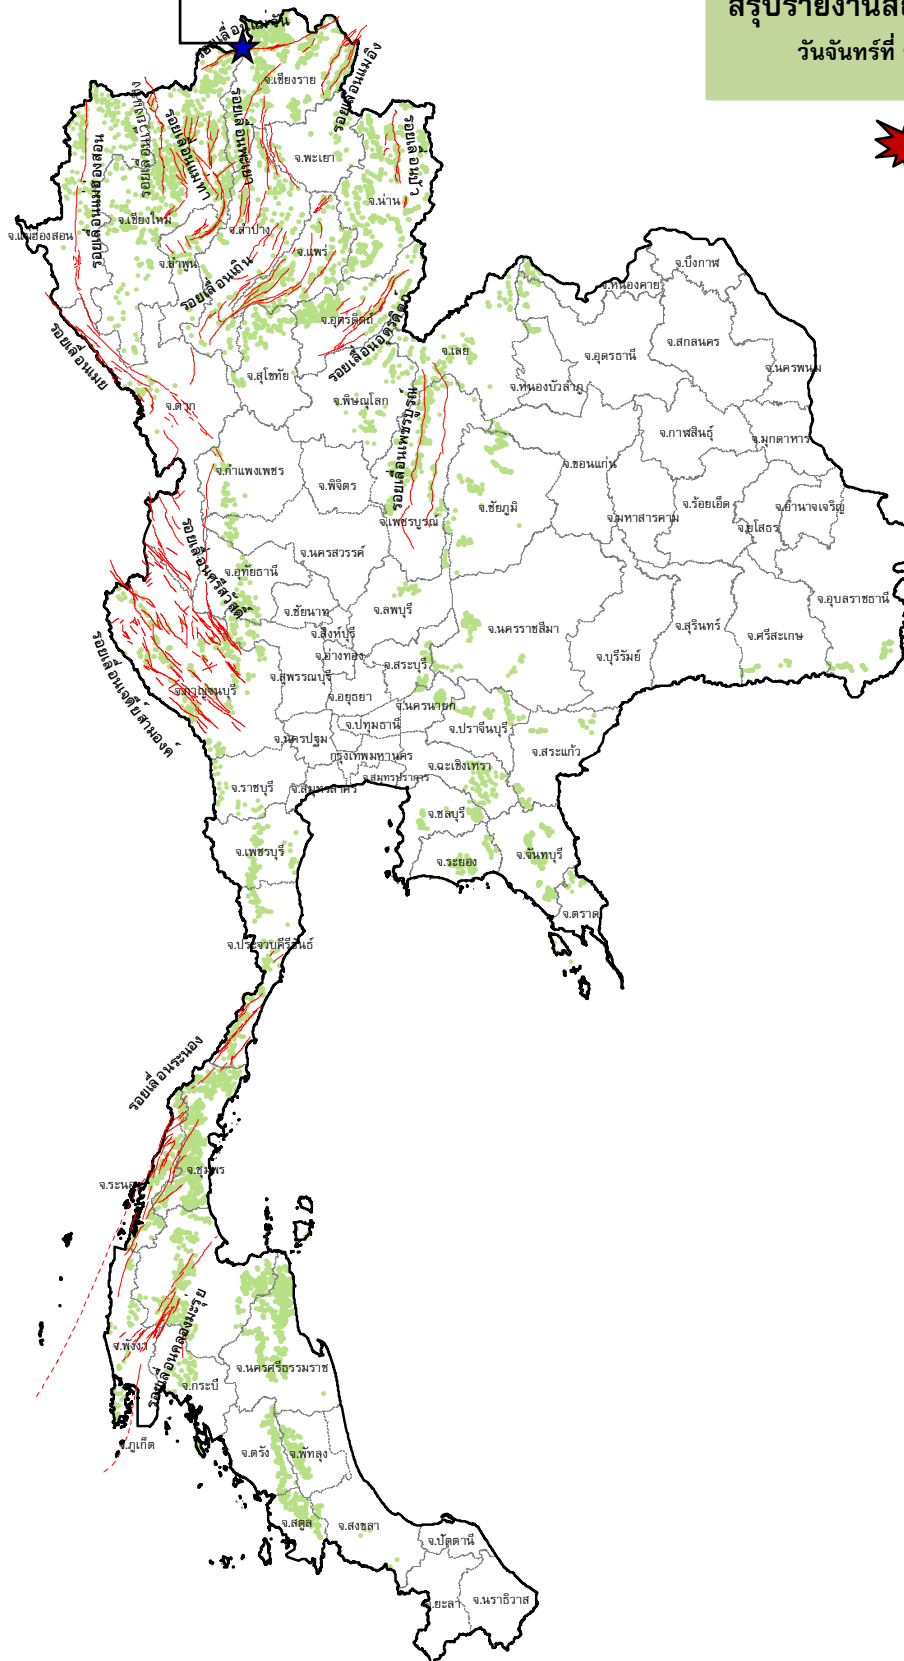 สรุปรายงานสถ
วันจันทร์ที่
รอยเลื่อนแม่จัน
จ.เชียงราย
รอยเลื่อนแม่อิง
รอยเลื่อนแม่ฮ่องสอน
รอยเลื่อนแม่ทา
รอยเลื่อนพะเยา
จ.พะเยา
รอยเลื่อนปัว
จ.น่าน
จ.แม่ฮ่องสอน
จ.เชียงใหม่
จ.ลำปาง
จ.แพร่
จ.ลำพูน
รอยเลื่อนเถิน
จ.อุตรดิตถ์
รอยเลื่อนอุตรดิตถ์
รอยเลื่อนเมย
จ.สุโขทัย
จ.ตาก
จ.พิษณุโลก
จ.เลย
จ.บึงกาฬ
จ.หนองคาย
จ.สกลนคร
จ.อุดรธานี
จ.นครพนม
จ.หนองบัวลำภู
รอยเลื่อนเพชรบูรณ์
จ.กำแพงเพชร
จ.พิจิตร
จ.เพชรบูรณ์
จ.ขอนแก่น
จ.กาฬสินธุ์
จ.มุกดาหาร
จ.ชัยภูมิ
จ.มหาสารคาม
จ.ร้อยเอ็ด
จ.ยโสธร
จ.อำนาจเจริญ
รอยเลื่อนศรีสวัสดิ์
จ.นครสวรรค์
จ.อุทัยธานี
จ.ชัยนาท
จ.ลพบุรี
จ.สิงห์บุรี
จ.นครราชสีมา
จ.บุรีรัมย์
จ.สุรินทร์
จ.ศรีสะเกษ
จ.อุบลราชธานี
จ.อ่างทอง
จ.สระบุรี
จ.สุพรรณบุรี
จ.กาญจนบุรี
รอยเลื่อนเจดีย์สามองค์
จ.อยุธยา
จ.นครนายก
จ.ปทุมธานี
จ.ปราจีนบุรี
จ.นครปฐม
กรุงเทพมหานคร
จ.สระแก้ว
จ.ฉะเชิงเทรา
จ.สมุทรปราการ
จ.ราชบุรี
จ.สมุทรสาคร
จ.ชลบุรี
จ.เพชรบุรี
จ.ระยอง
จ.จันทบุรี
จ.ตราด
จ.ประจวบคีรีขันธ์
รอยเลื่อนระนอง
จ.ชุมพร
จ.ระนอง
รอยเลื่อนคลองมะรุ่ย
จ.พังงา
จ.กระบี่
จ.นครศรีธรรมราช
จ.ภูเก็ต
จ.ตรัง
จ.พัทลุง
จ.สตูล
จ.สงขลา
จ.ปัตตานี
จ.ยะลา
จ.นราธิวาส